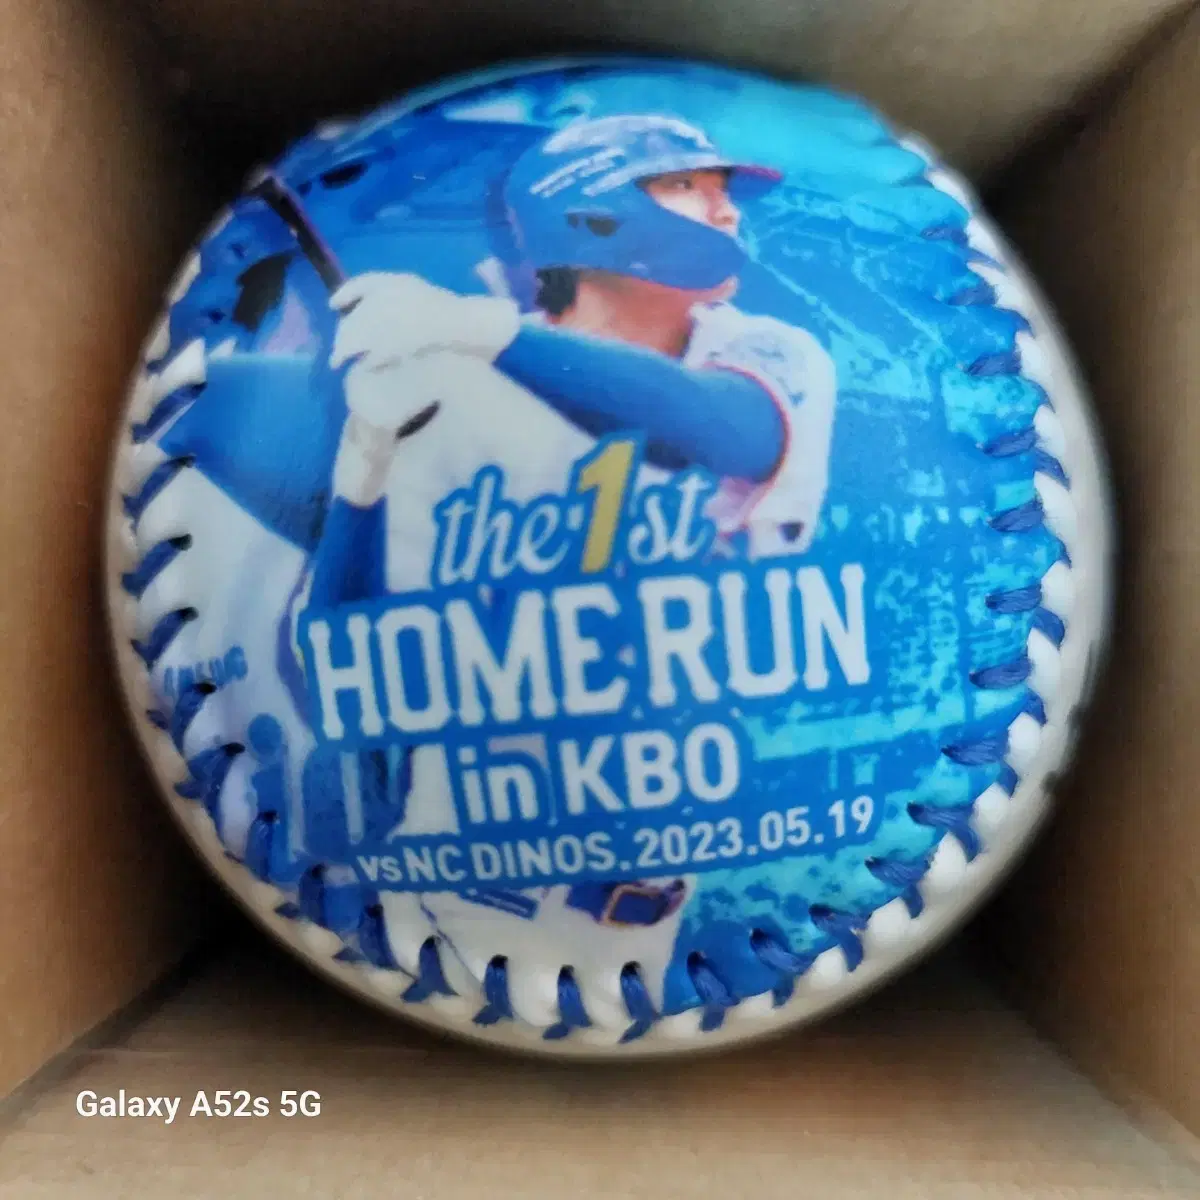 the 1st
HOME RUN
in KBO
vs NC DINOS. 2023.05.19
Galaxy A52s 5G